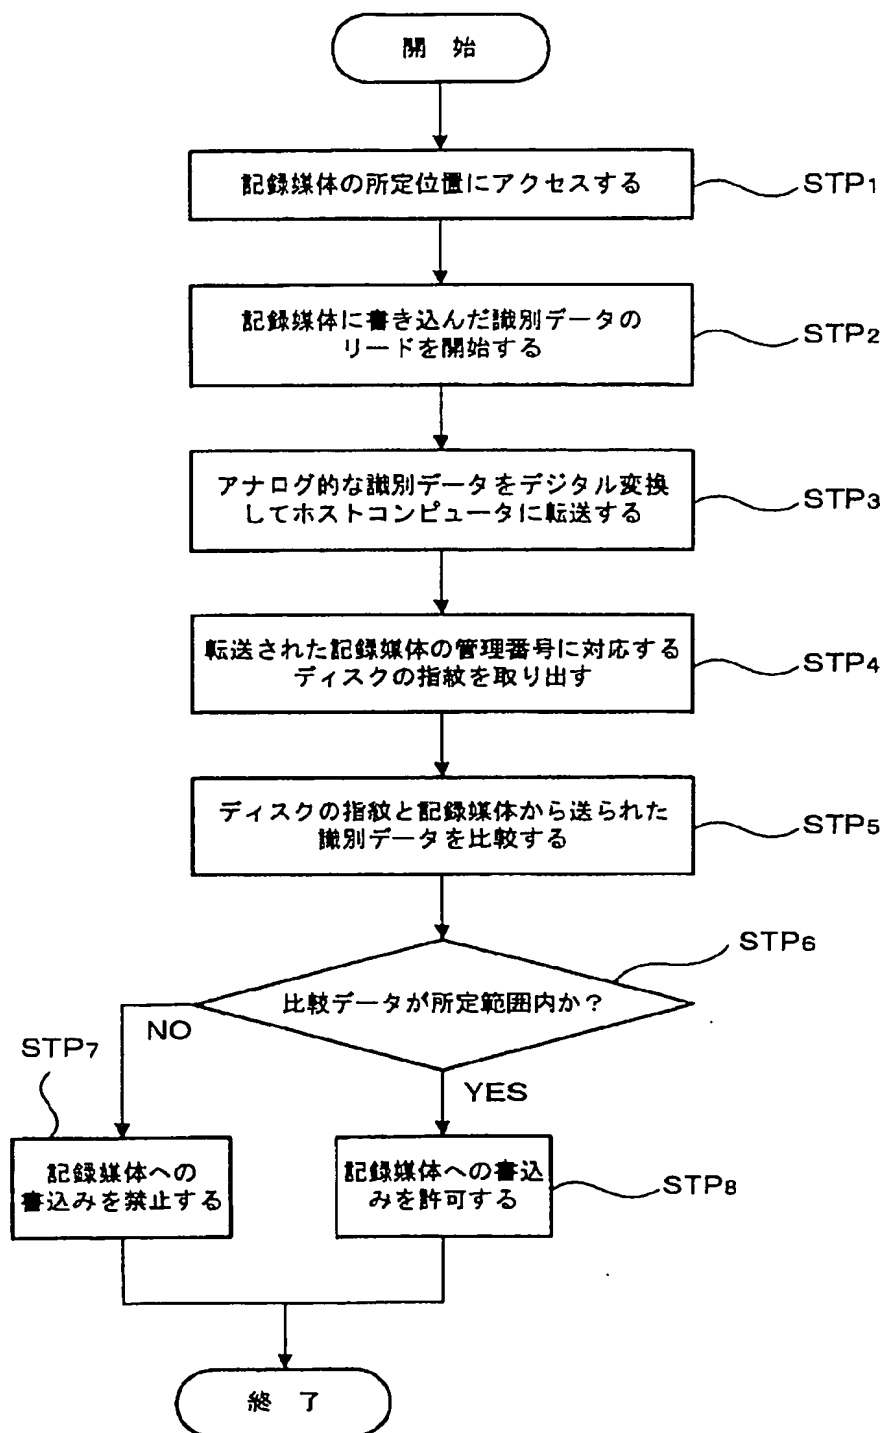 開 始
記録媒体の所定位置にアクセスする
STP1
記録媒体に書き込んだ識別データの
リードを開始する
STP2
アナログ的な識別データをデジタル変換
してホストコンピュータに転送する
STP3
転送された記録媒体の管理番号に対応する
ディスクの指紋を取り出す
STP4
ディスクの指紋と記録媒体から送られた
識別データを比較する
STP5
STP6
比較データが所定範囲内か?
NO
YES
STP7
記録媒体への
書込みを禁止する
記録媒体への書込
みを許可する
STP8
終 了